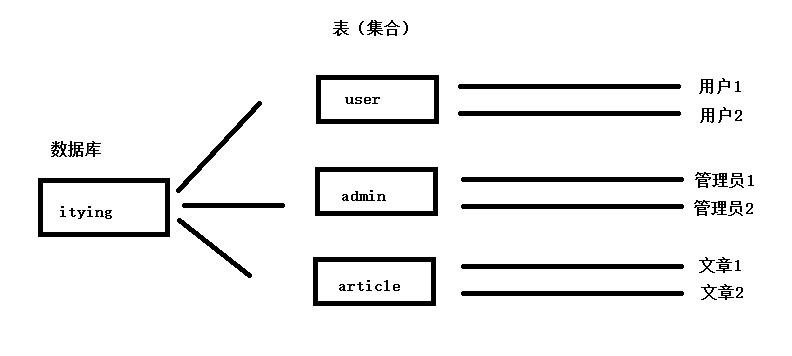 表（集合）
user
用户1
用户2
数据库
itying
admin
管理员1
管理员2
article
文章1
文章2